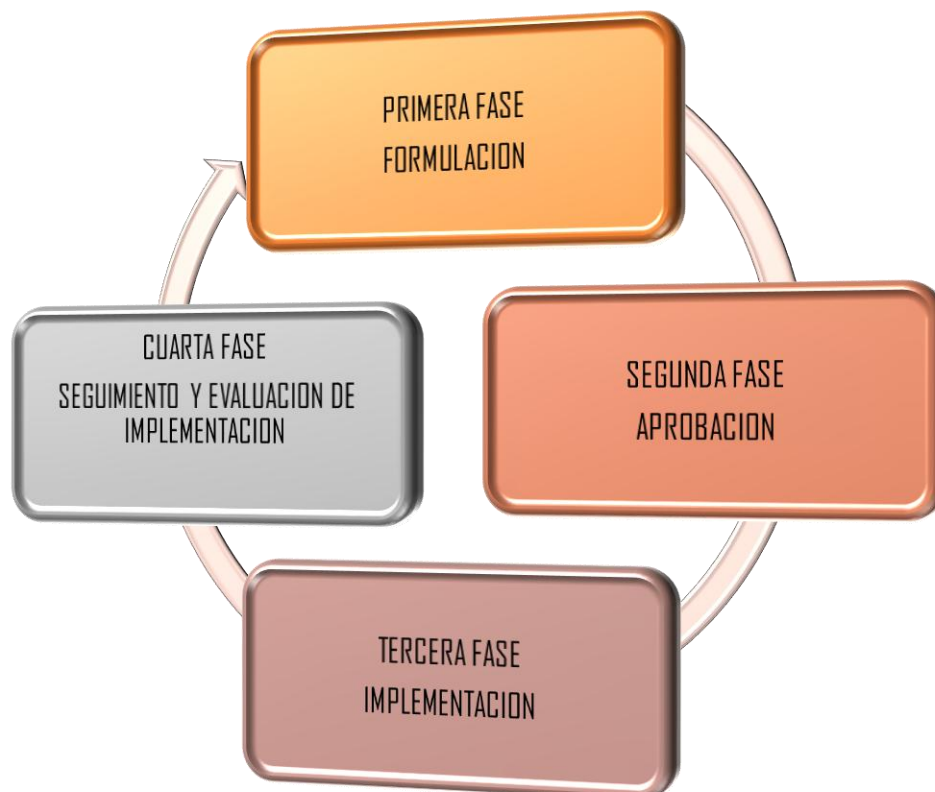 PRIMERA FASE
FORMULACION
SEGUNDA FASE
APROBACION
TERCERA FASE
IMPLEMENTACION
CUARTA FASE
SEGUIMIENTO Y EVALUACION DE
IMPLEMENTACION